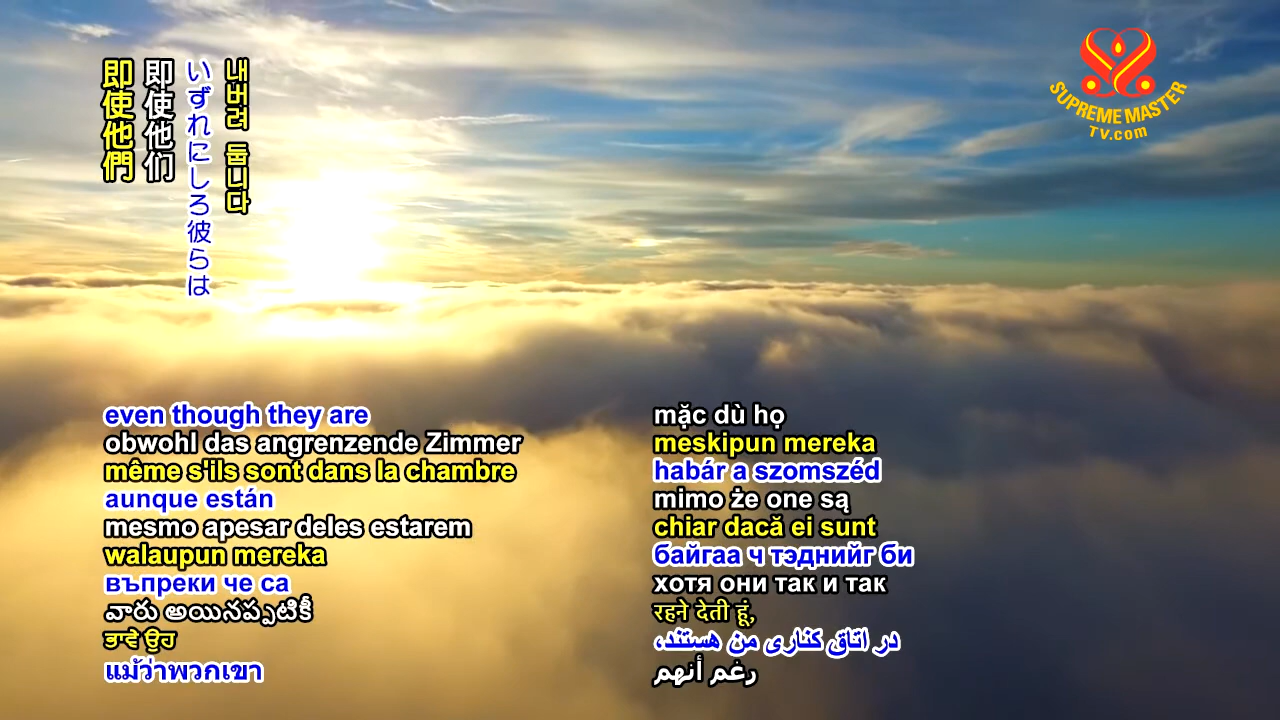 即使他們
即使他们
いずれにしろ彼らは
내버려 둡니다
SUPREME MASTER
TV.com
even though they are
obwohl das angrenzende Zimmer
même s'ils sont dans la chambre
aunque están
mesmo apesar deles estarem
walaupun mereka
въпреки че са
వారు అయినప్పటికీ
ਭਾਵੇਂ ਉਹ
แม้ว่าพวกเขา
mặc dù họ
meskipun mereka
habár a szomszéd
mimo że one są
chiar dacă ei sunt
байгаа ч тэднийг би
хотя они так и так
रहने देती हूं,
در اتاق کناری من هستند،
رغم أنهم